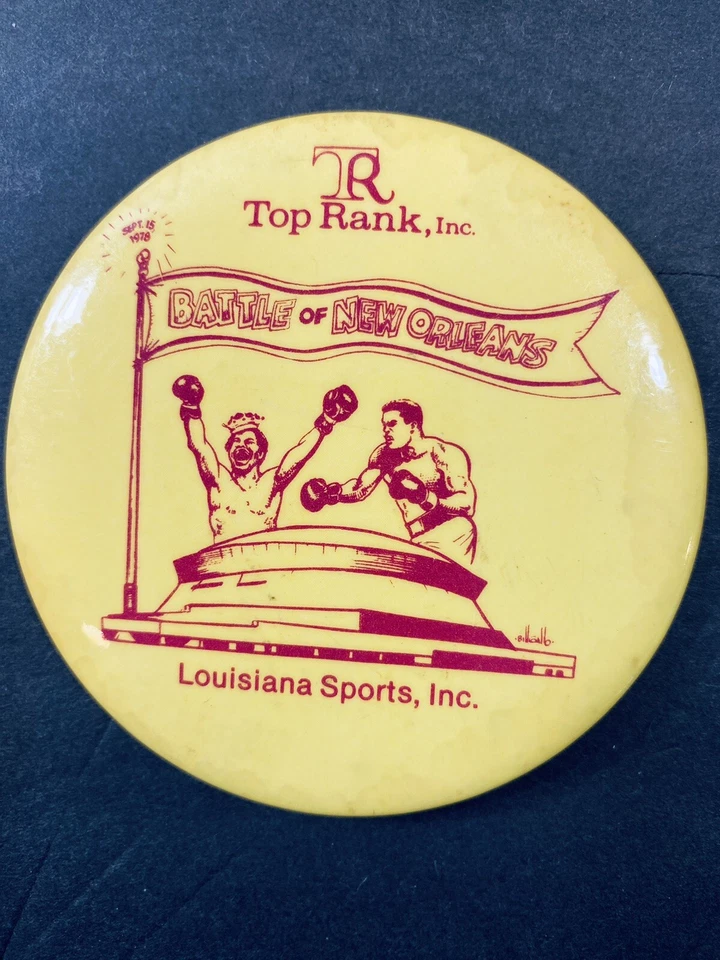 TR
Top Rank, Inc.
SEPT. 15
1978
BATTLE OF NEW ORLEANS
Louisiana Sports, Inc.